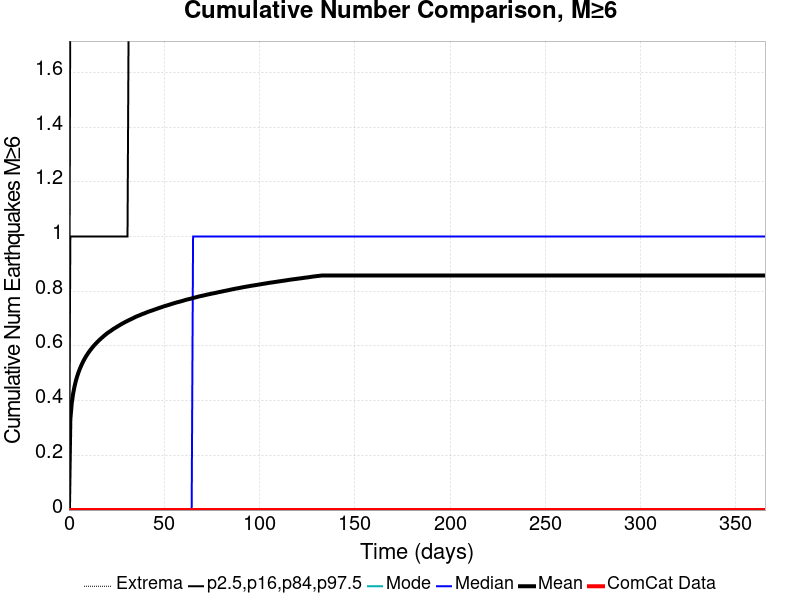 Cumulative Number Comparison, M≥6
Cumulative Num Earthquakes M≥6
1.6
1.4
1.2
1
0.8
0.6
0.4
0.2
0
0 50 100 150 200 250 300 350
Time (days)
Extrema p2.5,p16,p84,p97.5 Mode Median Mean ComCat Data